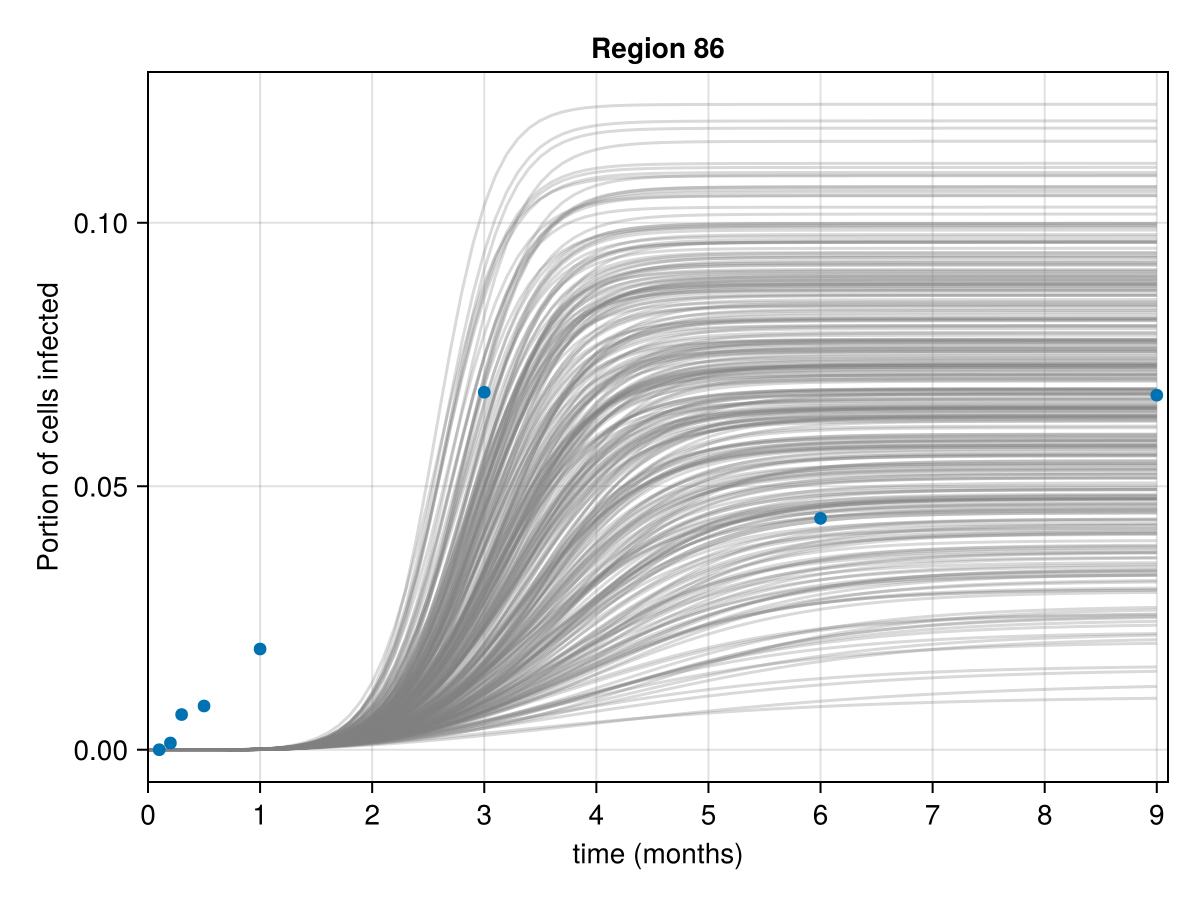 Region 86
Portion of cells infected
0.10
0.05
0.00
0 1 2 3 4 5 6 7 8 9
time (months)